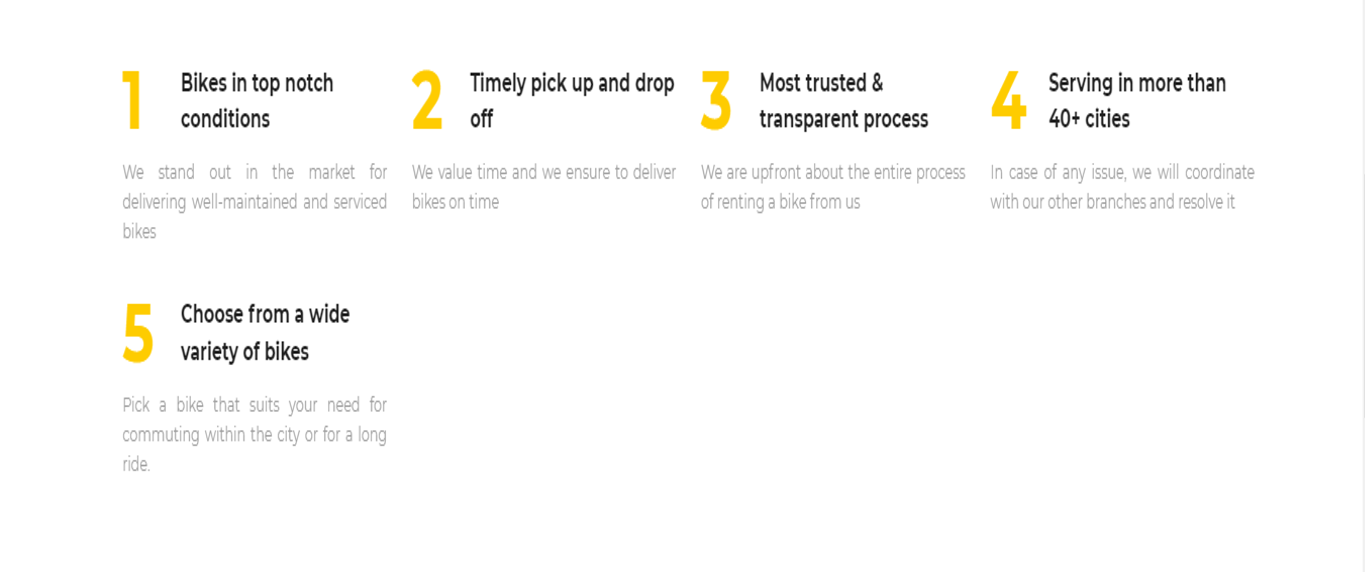 1
Bikes in top notch
conditions
We stand out in the market for
delivering well-maintained and serviced
bikes
2
Timely pick up and drop
off
We value time and we ensure to deliver
bikes on time
3
Most trusted &
transparent process
We are upfront about the entire process
of renting a bike from us
4
Serving in more than
40+ cities
In case of any issue, we will coordinate
with our other branches and resolve it
5
Choose from a wide
variety of bikes
Pick a bike that suits your need for
commuting within the city or for a long
ride.